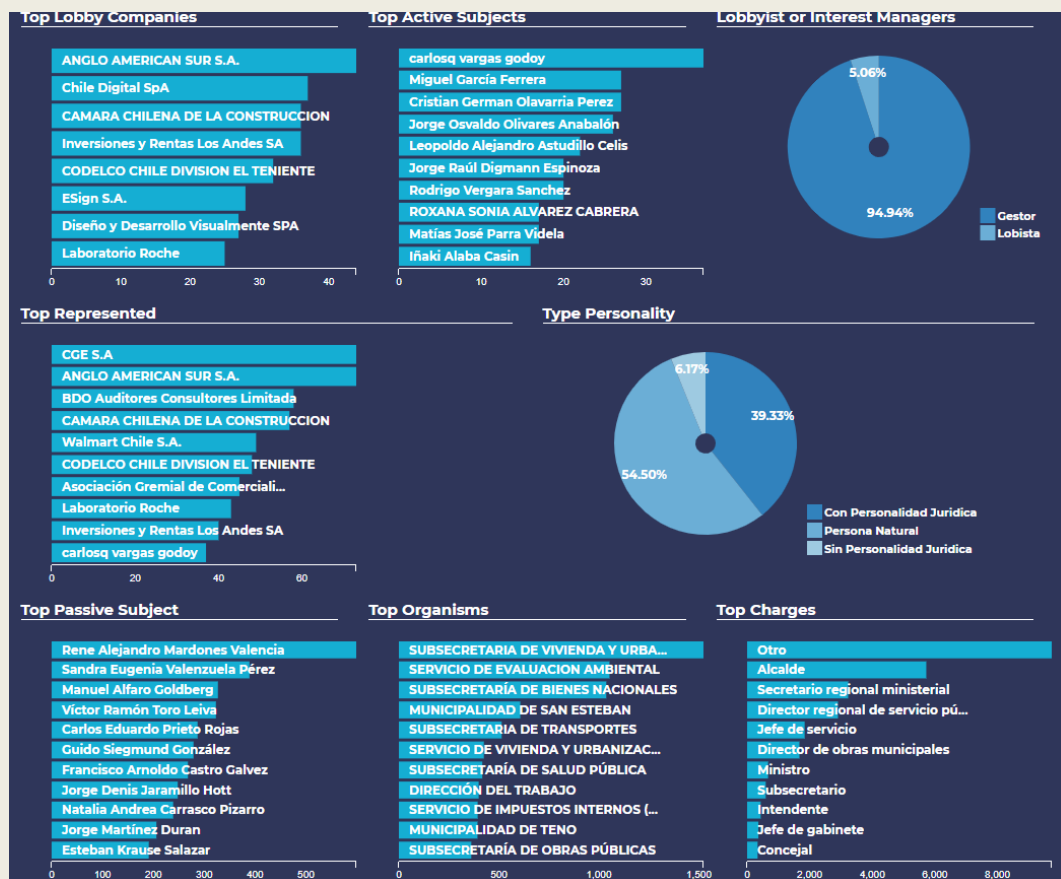 Top Lobby Companies
ANGLO AMERICAN SUR S.A.
Chile Digital SpA
CAMARA CHILENA DE LA CONSTRUCCION
Inversiones y Rentas Los Andes SA
CODELCO CHILE DIVISION EL TENIENTE
ESign S.A.
Diseño y Desarrollo Visualmente SPA
Laboratorio Roche
0 10 20 30 40
Top Active Subjects
carlosq vargas godoy
Miguel García Ferrera
Cristian German Olavarria Perez
Jorge Osvaldo Olivares Anabalón
Leopoldo Alejandro Astudillo Celis
Jorge Raúl Digmann Espinoza
Rodrigo Vergara Sanchez
ROXANA SONIA ALVAREZ CABRERA
Matías José Parra Videla
Iñaki Alaba Casin
0 10 20 30
Lobbyist or Interest Managers
5.06%
94.94%
Gestor
Lobista
Top Represented
CGE S.A
ANGLO AMERICAN SUR S.A.
BDO Auditores Consultores Limitada
CAMARA CHILENA DE LA CONSTRUCCION
Walmart Chile S.A.
CODELCO CHILE DIVISION EL TENIENTE
Asociación Gremial de Comerciali...
Laboratorio Roche
Inversiones y Rentas Los Andes SA
carlosq vargas godoy
0 20 40 60
Type Personality
6.17%
39.33%
54.50%
Con Personalidad Juridica
Persona Natural
Sin Personalidad Juridica
Top Passive Subject
Rene Alejandro Mardones Valencia
Sandra Eugenia Valenzuela Pérez
Manuel Alfaro Goldberg
Víctor Ramón Toro Leiva
Carlos Eduardo Prieto Rojas
Guido Siegmund González
Francisco Arnoldo Castro Galvez
Jorge Denis Jaramillo Hott
Natalia Andrea Carrasco Pizarro
Jorge Martínez Duran
Esteban Krause Salazar
0 100 200 300 400 500
Top Organisms
SUBSECRETARIA DE VIVIENDA Y URBA...
SERVICIO DE EVALUACION AMBIENTAL
SUBSECRETARÍA DE BIENES NACIONALES
MUNICIPALIDAD DE SAN ESTEBAN
SUBSECRETARIA DE TRANSPORTES
SERVICIO DE VIVIENDA Y URBANIZAC...
SUBSECRETARÍA DE SALUD PÚBLICA
DIRECCIÓN DEL TRABAJO
SERVICIO DE IMPUESTOS INTERNOS (...
MUNICIPALIDAD DE TENO
SUBSECRETARÍA DE OBRAS PÚBLICAS
0 500 1,000 1,500
Top Charges
Otro
Alcalde
Secretario regional ministerial
Director regional de servicio pú...
Jefe de servicio
Director de obras municipales
Ministro
Subsecretario
Intendente
Jefe de gabinete
Concejal
0 2,000 4,000 6,000 8,000